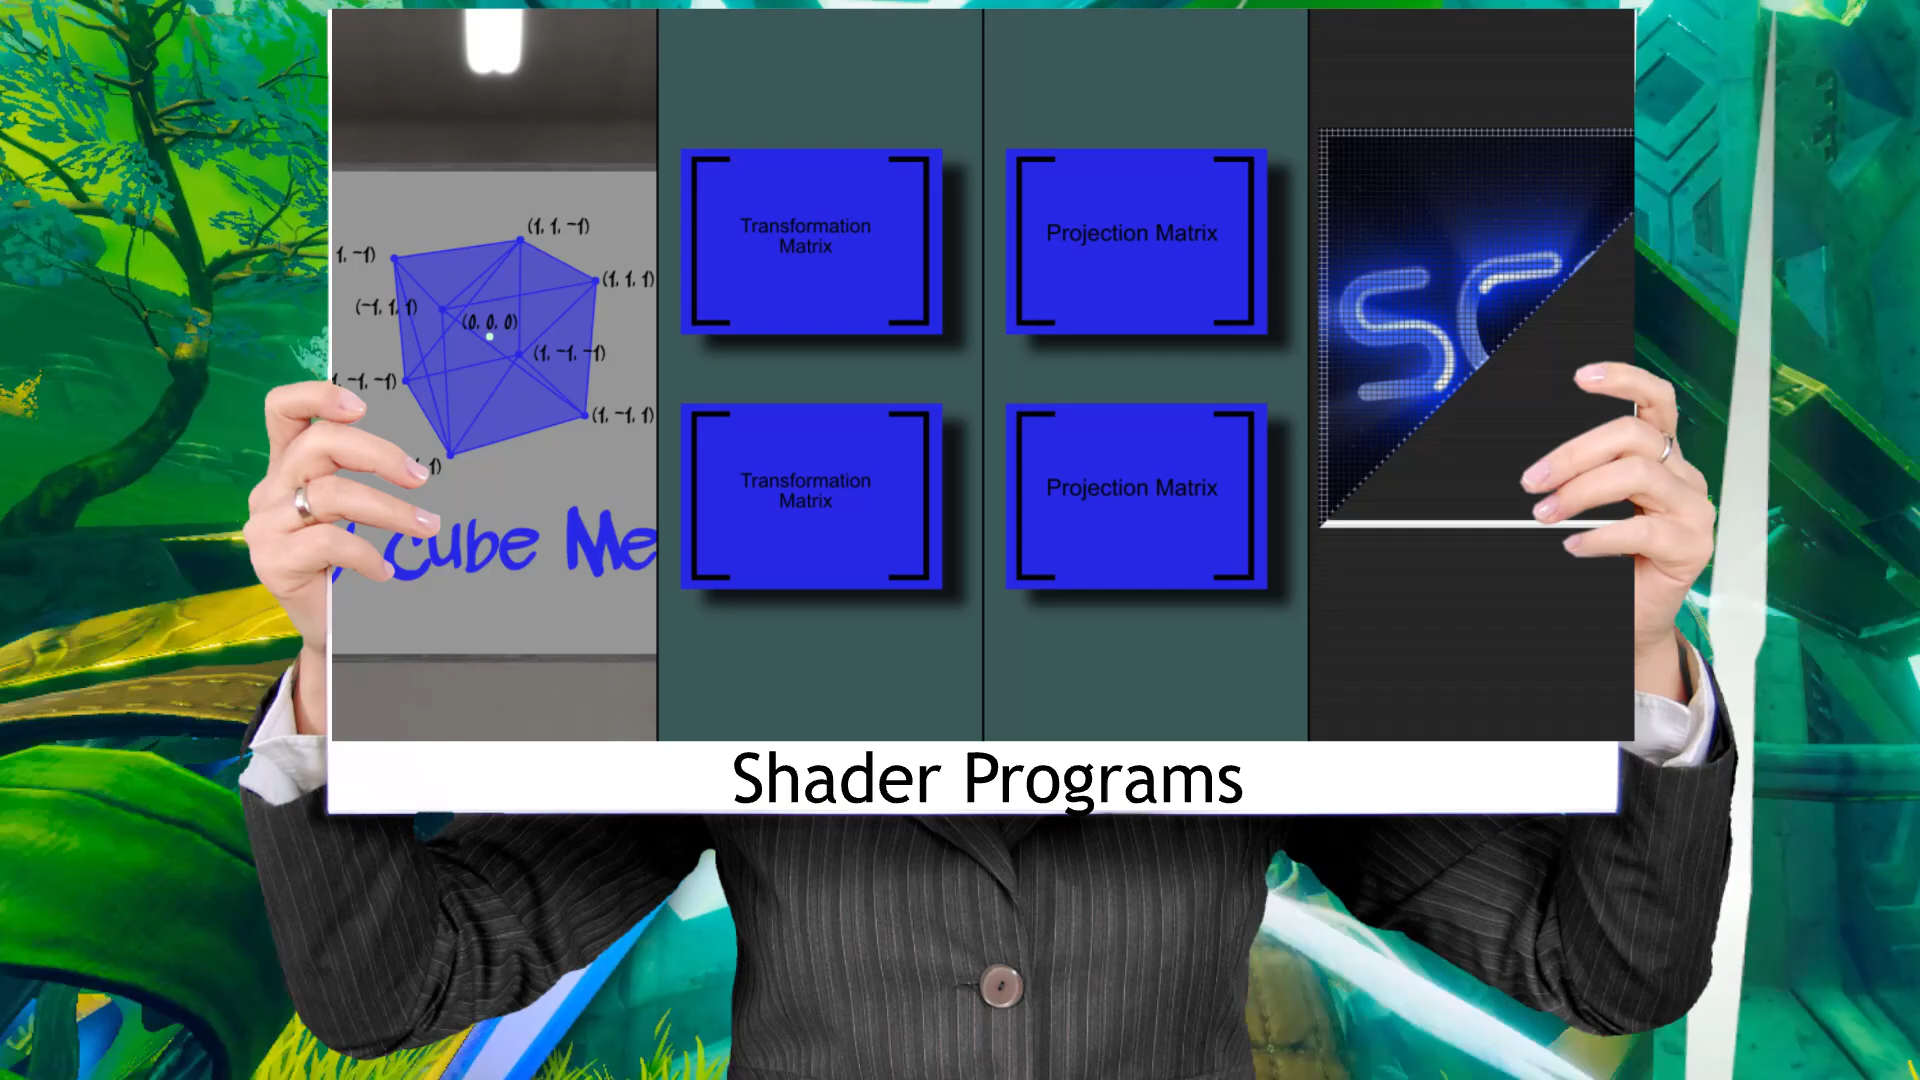 (1, 1, −1)
1, −1)
(1, 1, 1)
(−1, 1, 1)
(0, 0, 0)
(1, −1, −1)
−1, −1)
(1, −1, 1)
1)
Cube Me
Transformation
Matrix
Projection Matrix
Transformation
Matrix
Projection Matrix
SC
Shader Programs